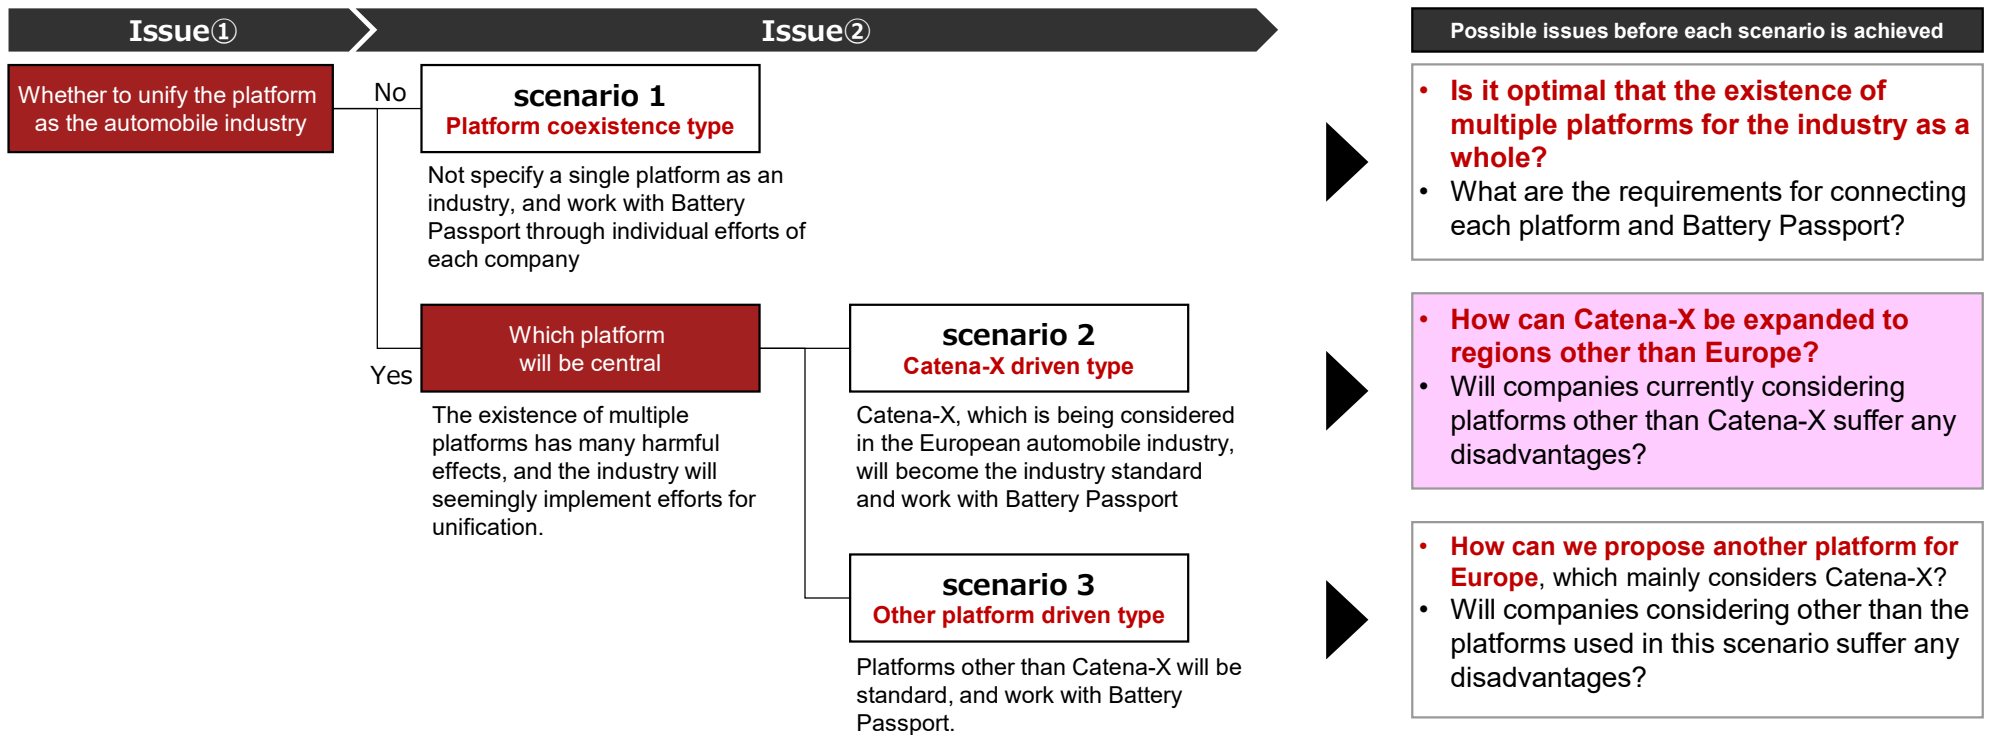 Issue①
Issue②
Possible issues before each scenario is achieved
Whether to unify the platform
as the automobile industry
No
Yes
scenario 1
Platform coexistence type
Not specify a single platform as an
industry, and work with Battery
Passport through individual efforts of
each company
• Is it optimal that the existence of
multiple platforms for the industry as a
whole?
• What are the requirements for connecting
each platform and Battery Passport?
Which platform
will be central
The existence of multiple
platforms has many harmful
effects, and the industry will
seemingly implement efforts for
unification.
scenario 2
Catena-X driven type
Catena-X, which is being considered
in the European automobile industry,
will become the industry standard
and work with Battery Passport
• How can Catena-X be expanded to
regions other than Europe?
• Will companies currently considering
platforms other than Catena-X suffer any
disadvantages?
scenario 3
Other platform driven type
Platforms other than Catena-X will be
standard, and work with Battery
Passport.
• How can we propose another platform for
Europe, which mainly considers Catena-X?
• Will companies considering other than the
platforms used in this scenario suffer any
disadvantages?